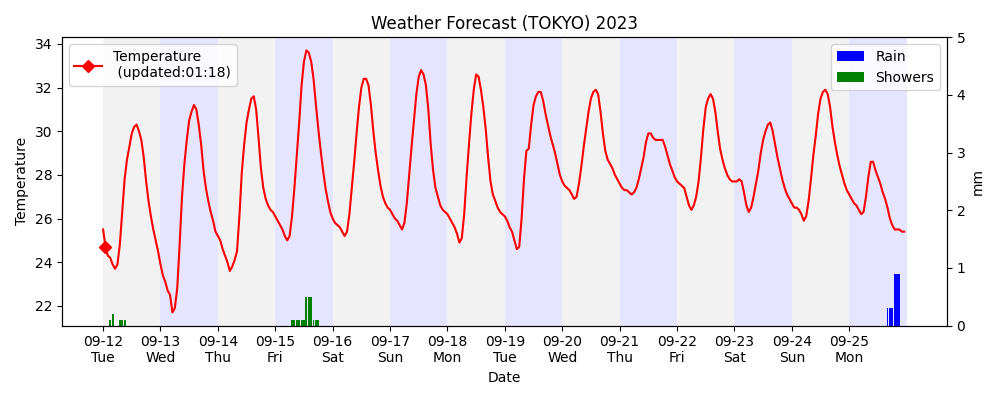 Weather Forecast (TOKYO) 2023
Temperature
(updated:01:18)
Rain
Showers
Temperature
34
32
30
28
26
24
22
5
4
3
2
1
0
mm
09-12 09-13 09-14 09-15 09-16 09-17 09-18 09-19 09-20 09-21 09-22 09-23 09-24 09-25
Tue Wed Thu Fri Sat Sun Mon Tue Wed Thu Fri Sat Sun Mon
Date